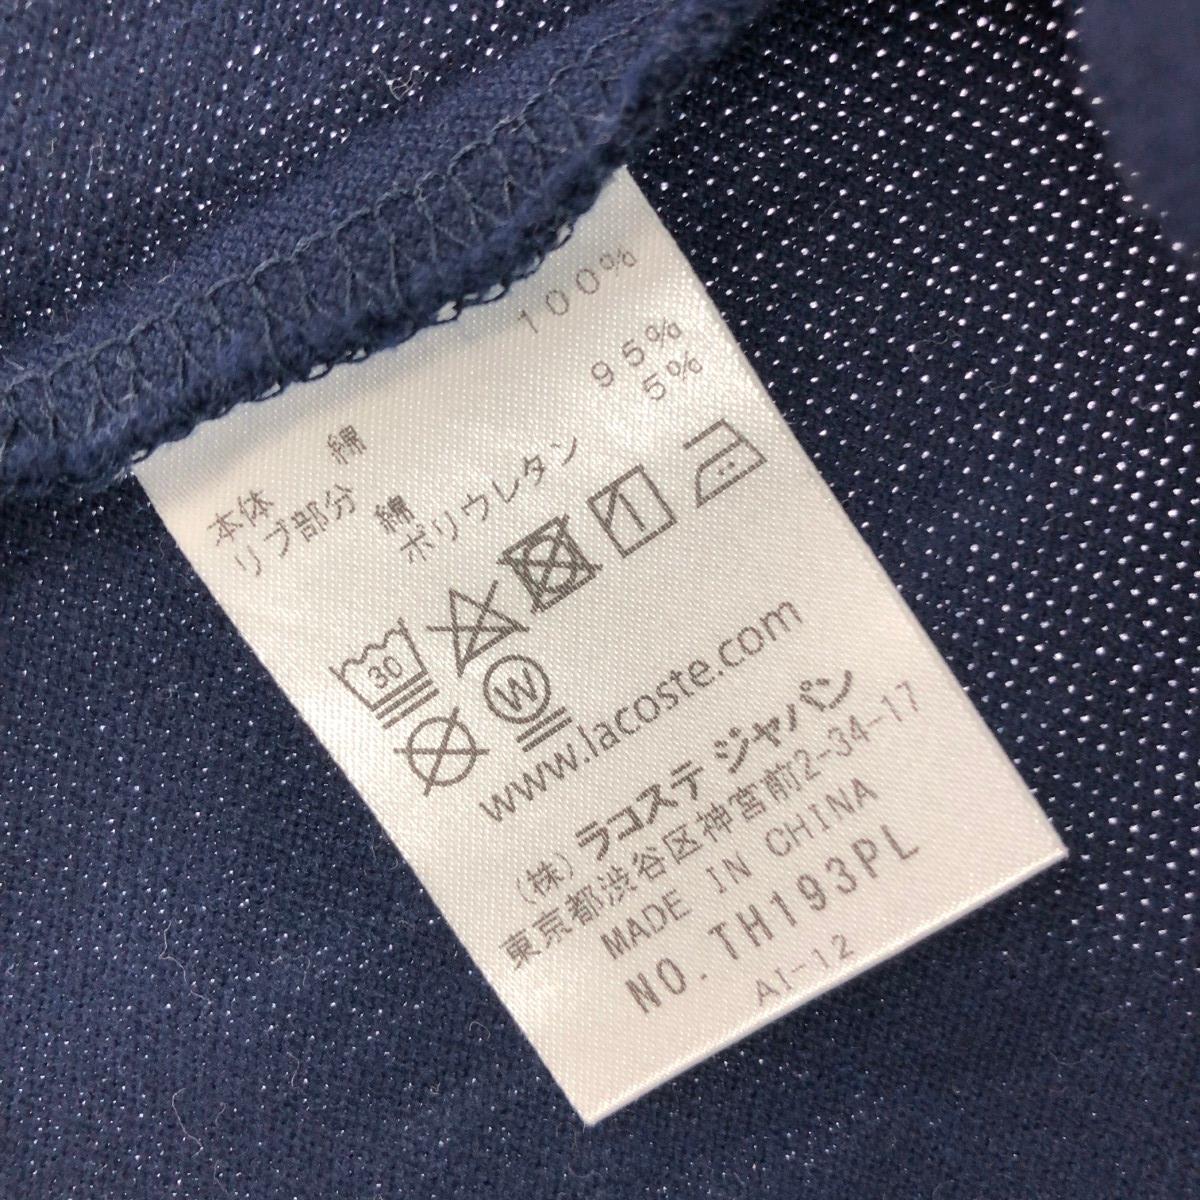 本体 綿 100%
リブ部分 綿 95%
ポリウレタン 5%
30
W
www.lacoste.com
(株) ラコステ ジャパン
東京都渋谷区神宮前2-34-17
MADE IN CHINA
NO. TH193PL
AI-12